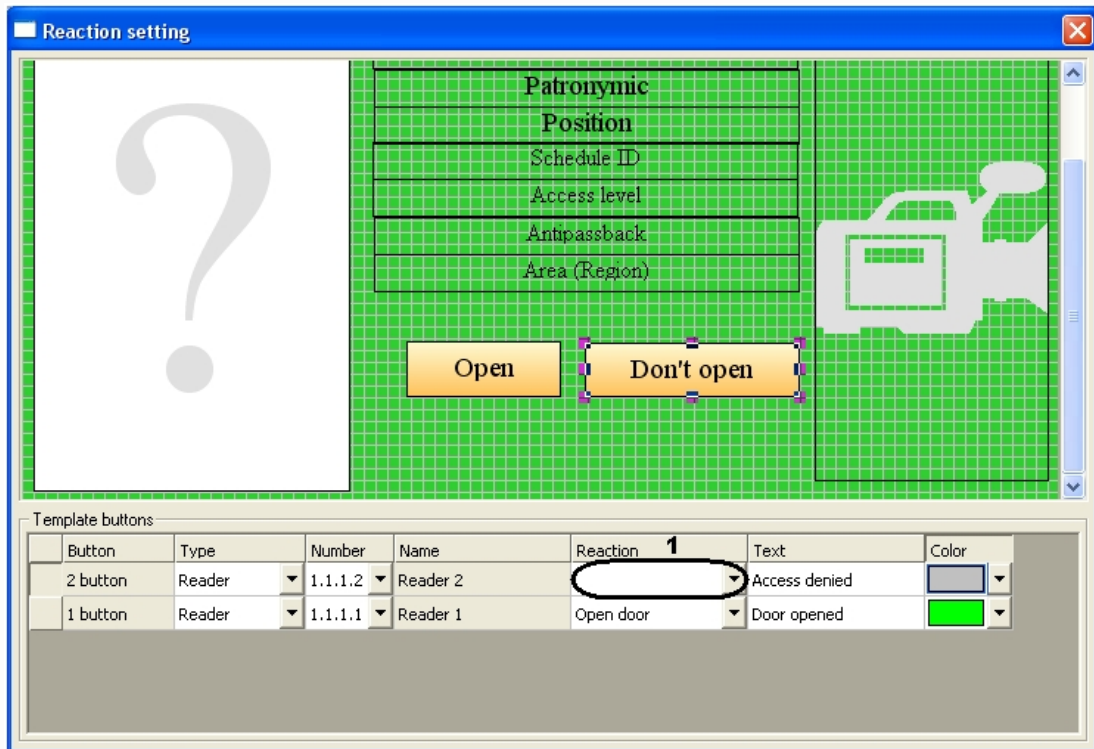 Reaction setting
?
Patronymic
Position
Schedule ID
Access level
Antipassback
Area (Region)
Open Don't open
Template buttons
Button Type Number Name Reaction 1 Text Color
2 button Reader 1.1.1.2 Reader 2 Access denied
1 button Reader 1.1.1.1 Reader 1 Open door Door opened